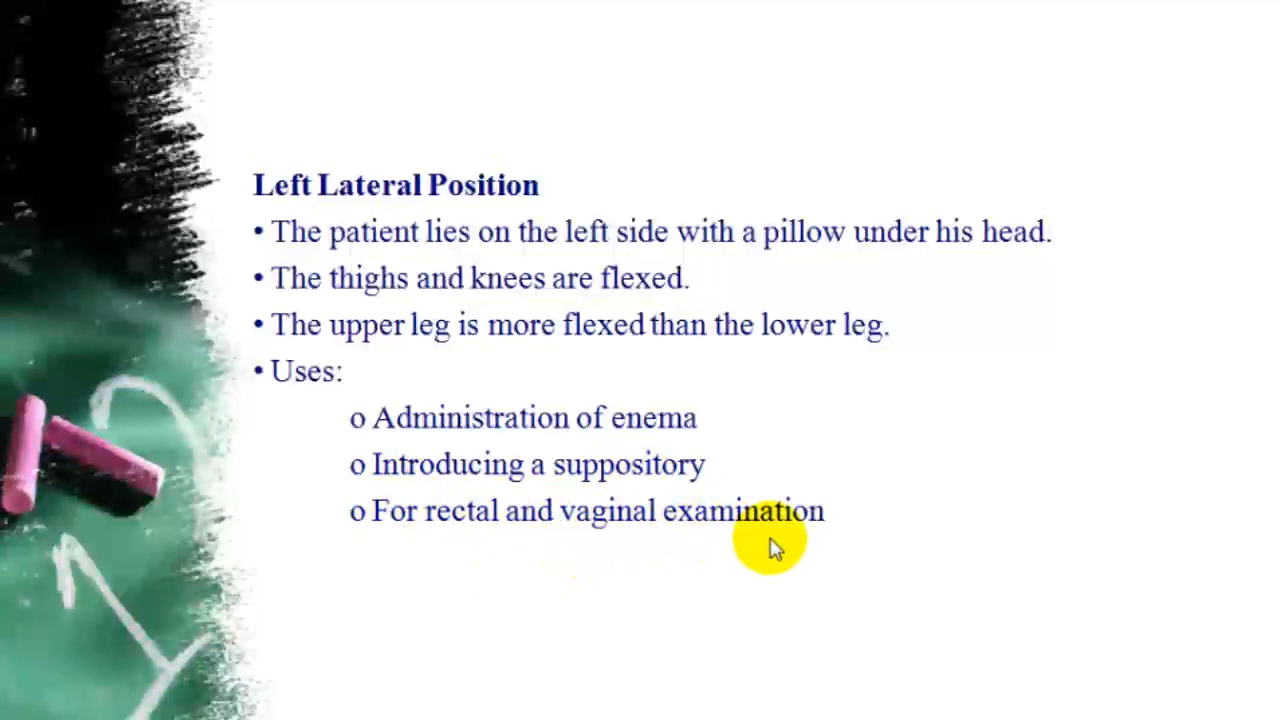 Left Lateral Position
• The patient lies on the left side with a pillow under his head.
• The thighs and knees are flexed.
• The upper leg is more flexed than the lower leg.
• Uses:
o Administration of enema
o Introducing a suppository
o For rectal and vaginal examination